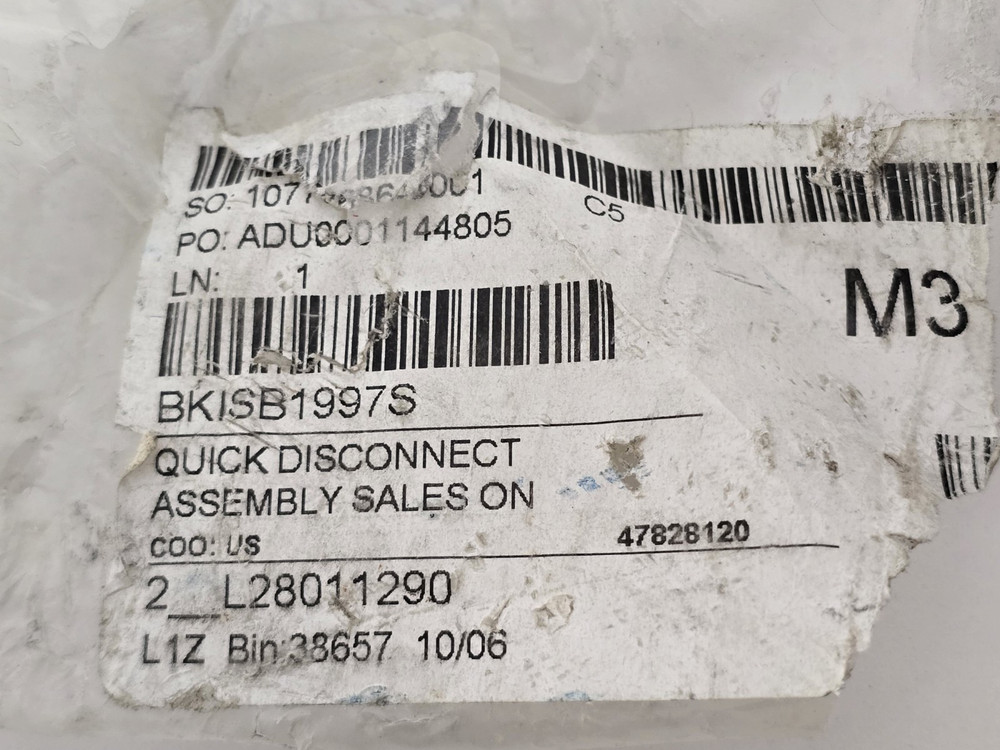 SO:
C5
PO: ADU0001144805
LN: 1
M3
BKISB1997S
QUICK DISCONNECT
ASSEMBLY SALES ON
COO: US 47828120
2__L28011290
L1Z Bin:38657 10/06